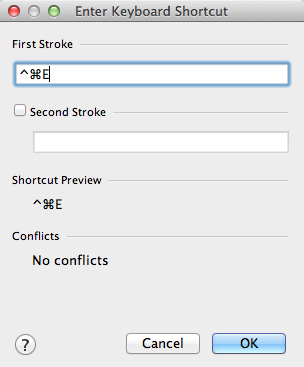 Enter Keyboard Shortcut
First Stroke
^⌘E
Second Stroke
Shortcut Preview
^⌘E
Conflicts
No conflicts
?
Cancel
OK